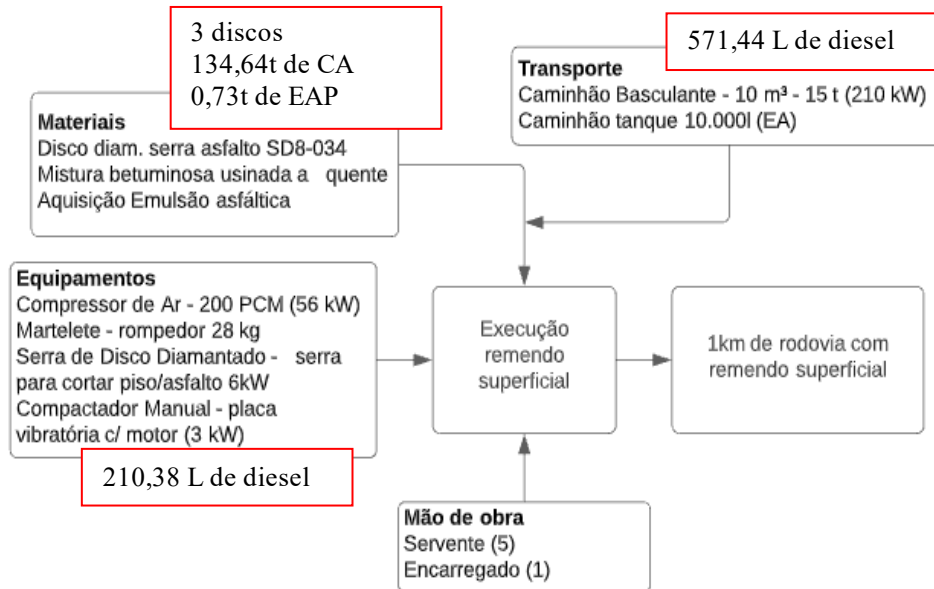 3 discos
134,64t de CA
0,73t de EAP
571,44 L de diesel
Materiais
Disco diam. serra asfalto SD8-034
Mistura betuminosa usinada a quente
Aquisição Emulsão asfáltica
Transporte
Caminhão Basculante - 10 m³ - 15 t (210 kW)
Caminhão tanque 10.000l (EA)
Equipamentos
Compressor de Ar - 200 PCM (56 kW)
Martelete - rompedor 28 kg
Serra de Disco Diamantado - serra
para cortar piso/asfalto 6kW
Compactador Manual - placa
vibratória c/ motor (3 kW)
210,38 L de diesel
Execução
remendo
superficial
1km de rodovia com
remendo superficial
Mão de obra
Servente (5)
Encarregado (1)